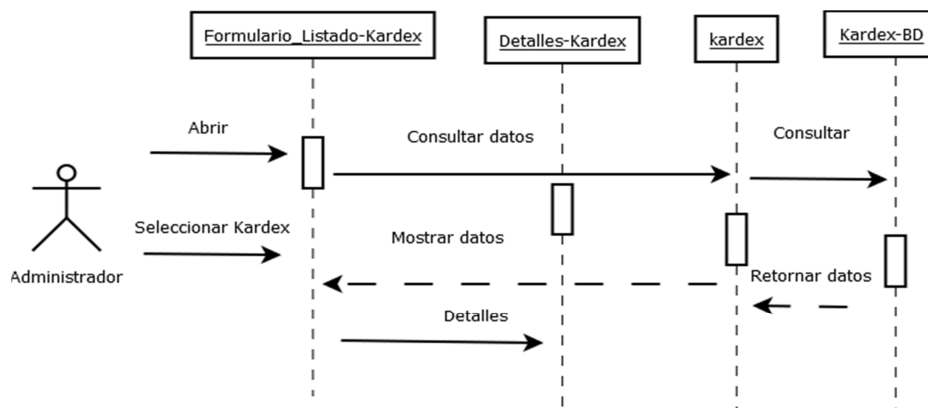 Formulario_Listado-Kardex
Detalles-Kardex
kardex
Kardex-BD
Abrir
Consultar datos
Consultar
Seleccionar Kardex
Mostrar datos
Administrador
Retornar datos
Detalles